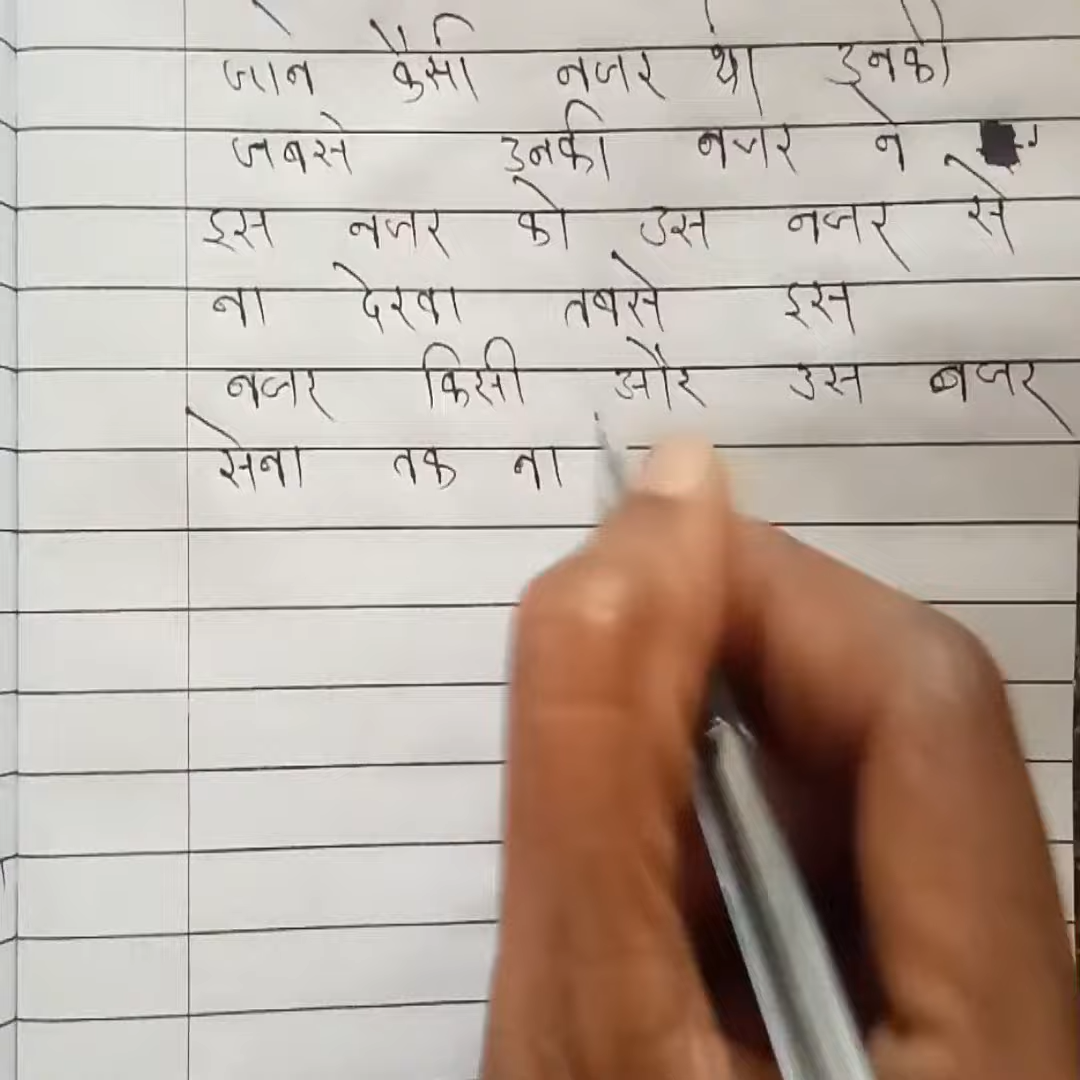 जाने कैसी नजर थी उनकी
जबसे उनकी नजर ने
इस नजर को उस नजर से
ना देखा तबसे इस
नजर किसी और उस नजर
सेना तक ना